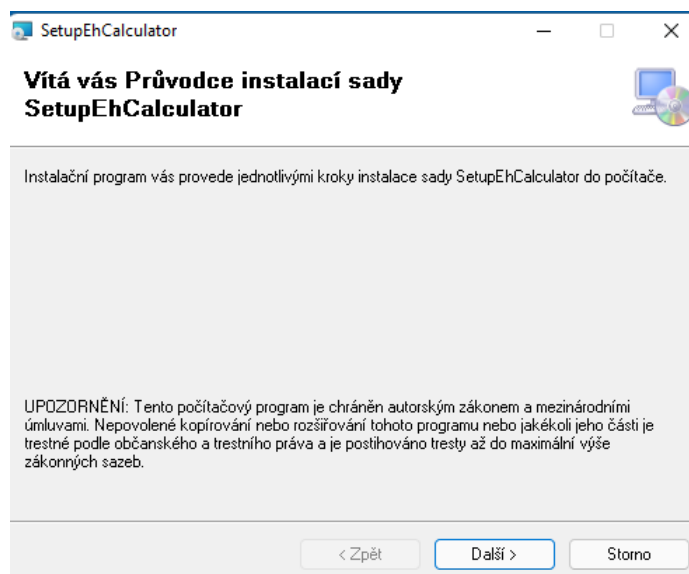 SetupEhCalculator
Vítá vás Průvodce instalací sady
SetupEhCalculator
Instalační program vás provede jednotlivými kroky instalace sady SetupEhCalculator do počítače.
UPOZORNĚNÍ: Tento počítačový program je chráněn autorským zákonem a mezinárodními
úmluvami. Nepovolené kopírování nebo rozšiřování tohoto programu nebo jakékoli jeho části je
trestné podle občanského a trestního práva a je postihováno tresty až do maximální výše
zákonných sazeb.
< Zpět   Další >   Storno